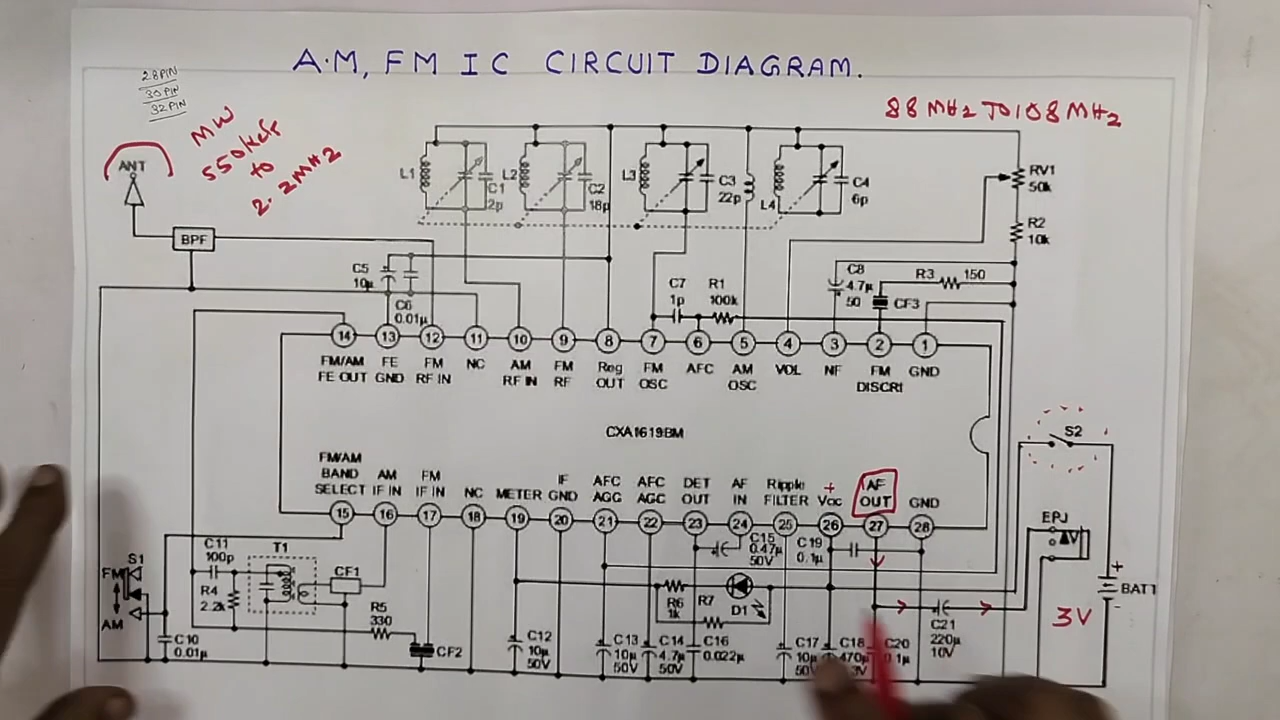 A.M, FM IC CIRCUIT DIAGRAM.
28 PIN
30 PIN
32 PIN
MW
550 KHz
to
2.2MHz
88 MHz TO 108 MHz
ANT
BPF
L1
C1
2p
L2
C2
18p
L3
C3
22p
L4
C4
6p
RV1
50k
R2
10k
C5
10µ
C6
0.01µ
C7
1p
R1
100k
C8
4.7µ
50
R3 150
CF3
14 13 12 11 10 9 8 7 6 5 4 3 2 1
FM/AM
FE OUT
FE
GND
FM
RF IN
NC
AM
RF IN
FM
RF
Reg
OUT
FM
OSC
AFC
AM
OSC
VOL
NF
FM
DISCRI
GND
CXA1619BM
FM/AM
BAND
SELECT
AM
IF IN
FM
IF IN
NC
METER
IF
GND
AFC
AGC
AFC
AGC
DET
OUT
AF
IN
Ripple
FILTER
+
Vcc
AF
OUT
GND
15 16 17 18 19 20 21 22 23 24 25 26 27 28
S2
EPJ
+
BATT
-
3V
S1
FM
AM
C11
100p
T1
R4
2.2k
CF1
R5
330
CF2
C10
0.01µ
C12
10µ
50V
C13
10µ
50V
C14
4.7µ
50V
C16
0.022µ
R6
1k
R7
D1
C15
0.47µ
50V
C19
0.1µ
C17
10µ
50V
C18
470µ
C20
0.1µ
C21
220µ
10V